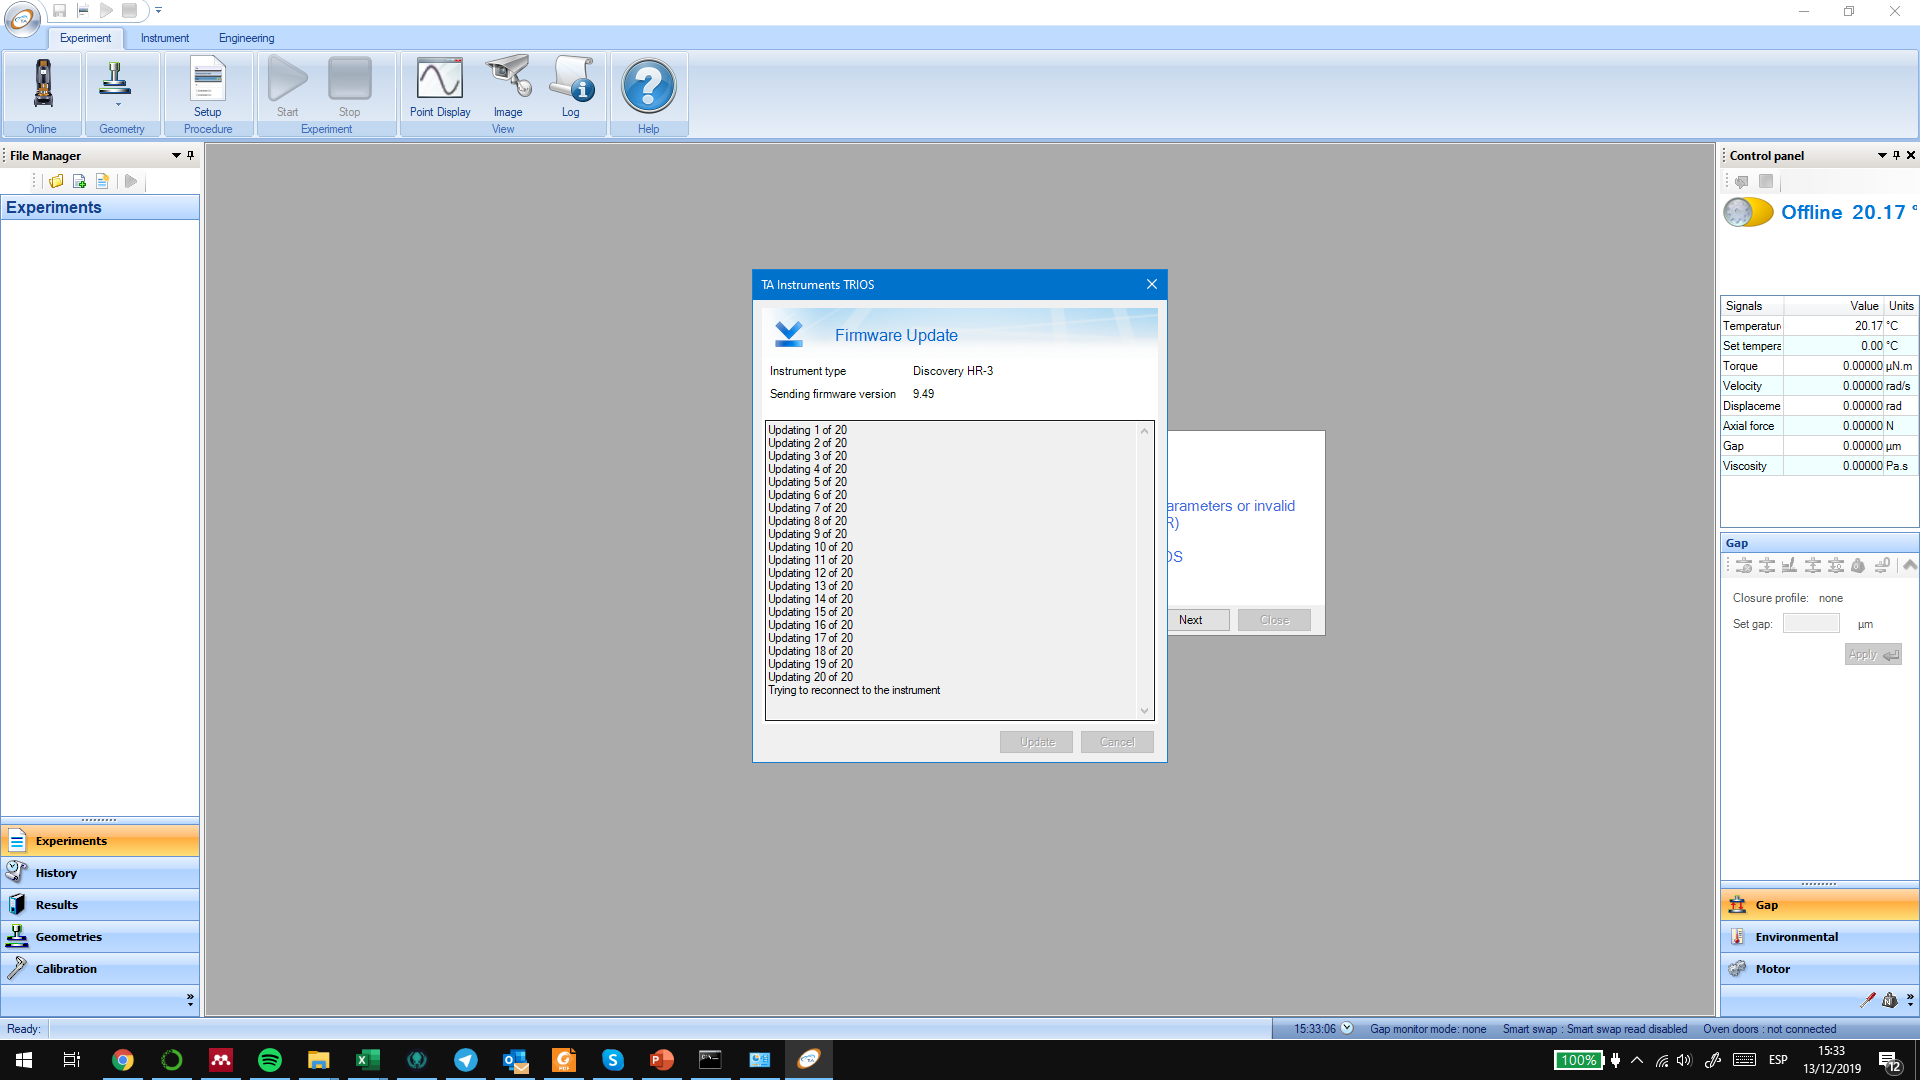 Experiment Instrument Engineering
Setup Start Stop Point Display Image Log
Online Geometry Procedure Experiment View Help
File Manager
Experiments
Experiments
History
Results
Geometries
Calibration
TA Instruments TRIOS
Firmware Update
Instrument type Discovery HR-3
Sending firmware version 9.49
Updating 1 of 20
Updating 2 of 20
Updating 3 of 20
Updating 4 of 20
Updating 5 of 20
Updating 6 of 20
Updating 7 of 20
Updating 8 of 20
Updating 9 of 20
Updating 10 of 20
Updating 11 of 20
Updating 12 of 20
Updating 13 of 20
Updating 14 of 20
Updating 15 of 20
Updating 16 of 20
Updating 17 of 20
Updating 18 of 20
Updating 19 of 20
Updating 20 of 20
Trying to reconnect to the instrument
Update Cancel
arameters or invalid
R)
OS
Next Close
Control panel
Offline 20.17 °
Signals Value Units
Temperatur 20.17 °C
Set tempera 0.00 °C
Torque 0.00000 µN.m
Velocity 0.00000 rad/s
Displaceme 0.00000 rad
Axial force 0.00000 N
Gap 0.00000 µm
Viscosity 0.00000 Pa.s
Gap
Closure profile: none
Set gap: µm
Apply
Gap
Environmental
Motor
Ready: 15:33:06 Gap monitor mode: none Smart swap : Smart swap read disabled Oven doors : not connected
100% ESP 15:33
13/12/2019 12